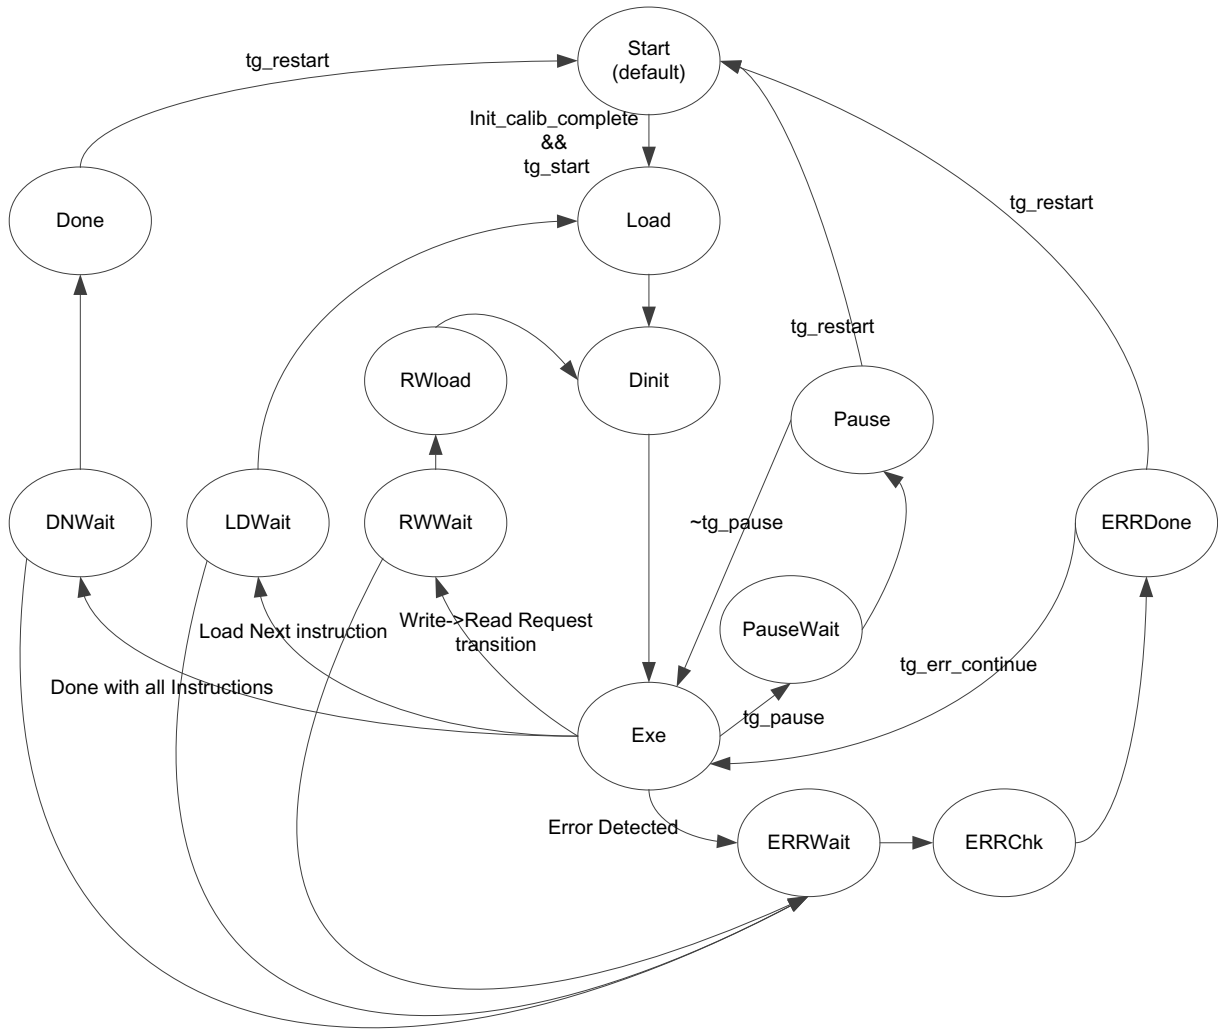 Start
(default)
tg_restart
Init_calib_complete
&&
tg_start
tg_restart
Done
Load
tg_restart
RWload
Dinit
Pause
DNWait
LDWait
RWWait
~tg_pause
ERRDone
Load Next instruction
Write->Read Request
transition
PauseWait
tg_err_continue
Done with all Instructions
tg_pause
Exe
Error Detected
ERRWait
ERRChk